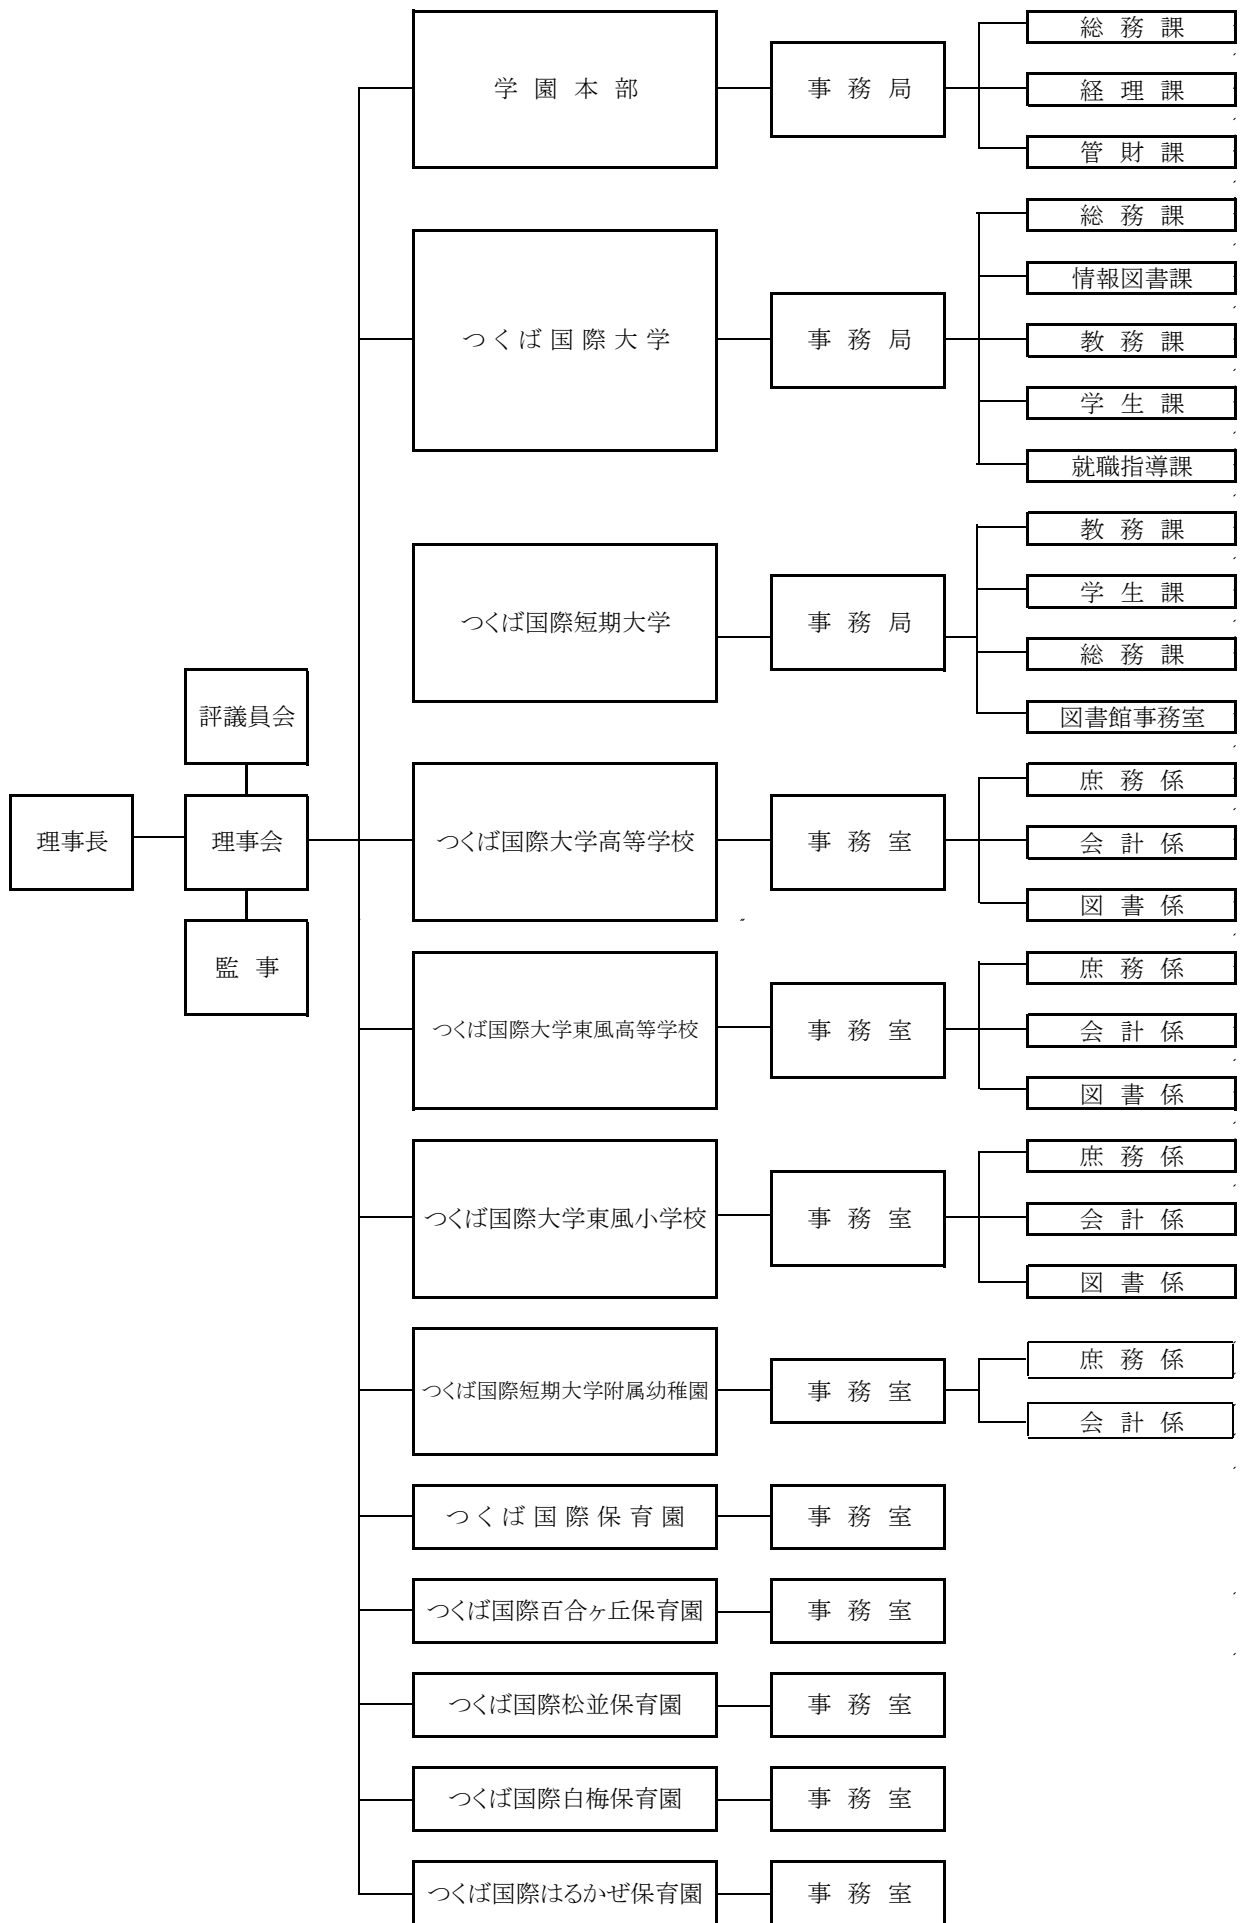 学園本部
事務局
総務課
経理課
管財課
つくば国際大学
事務局
総務課
情報図書課
教務課
学生課
就職指導課
つくば国際短期大学
事務局
教務課
学生課
総務課
図書館事務室
評議員会
理事長
理事会
監事
つくば国際大学高等学校
事務室
庶務係
会計係
図書係
つくば国際大学東風高等学校
事務室
庶務係
会計係
図書係
つくば国際大学東風小学校
事務室
庶務係
会計係
図書係
つくば国際短期大学附属幼稚園
事務室
庶務係
会計係
つくば国際保育園
事務室
つくば国際百合ヶ丘保育園
事務室
つくば国際松並保育園
事務室
つくば国際白梅保育園
事務室
つくば国際はるかぜ保育園
事務室